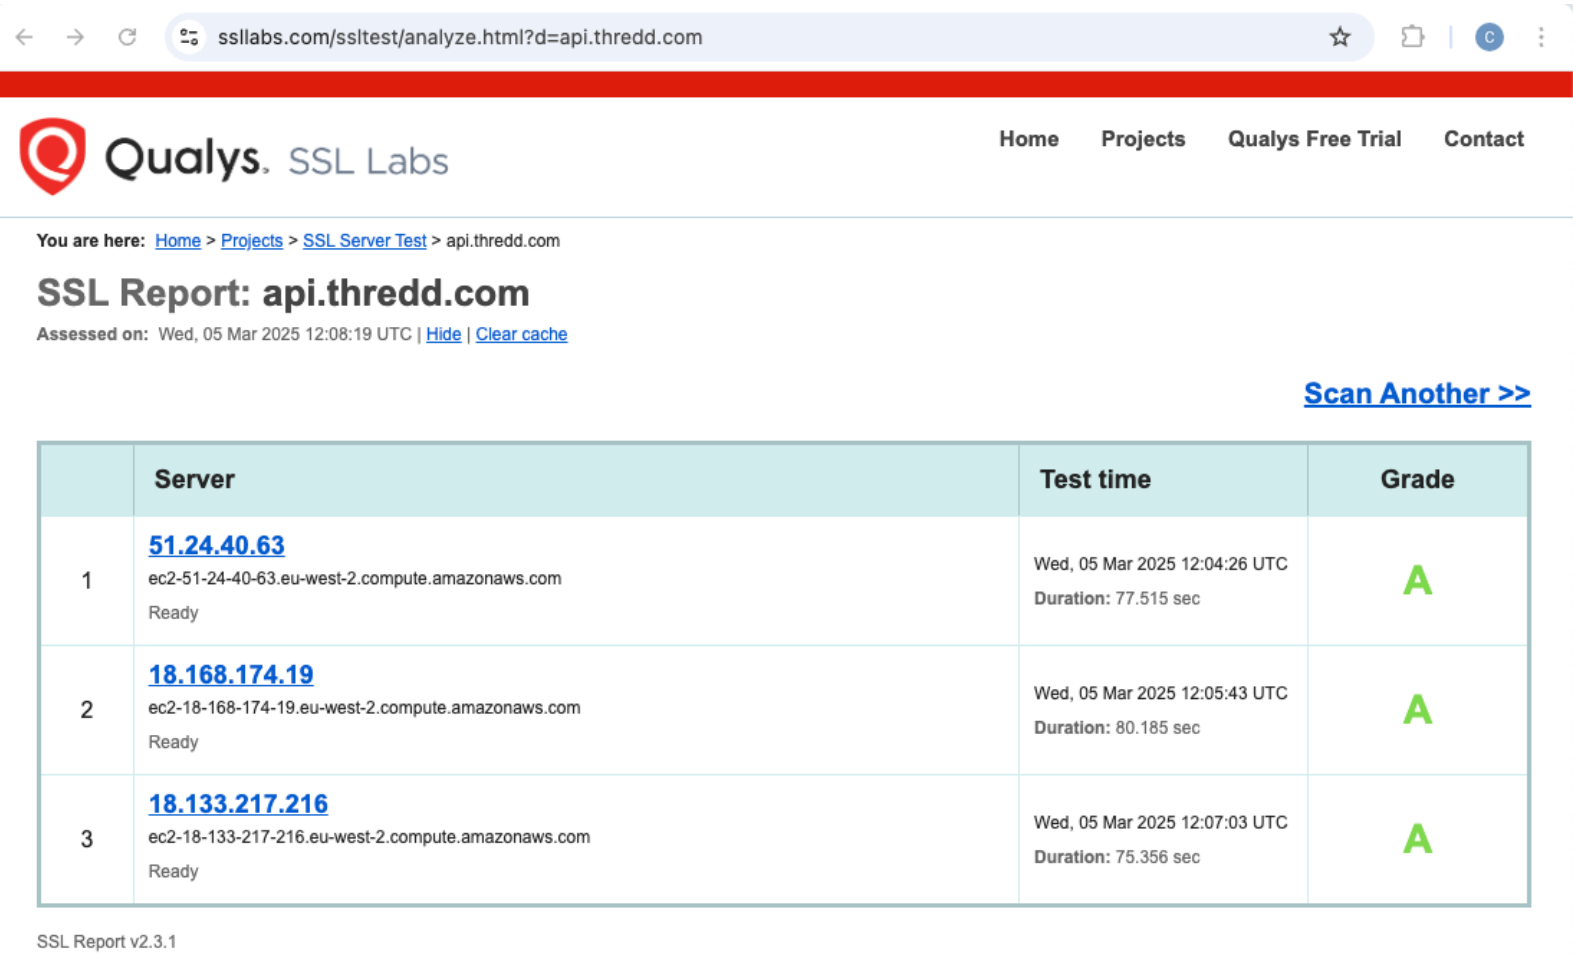 ssllabs.com/ssltest/analyze.html?d=api.thredd.com
C
Qualys. SSL Labs
Home Projects Qualys Free Trial Contact
You are here: Home > Projects > SSL Server Test > api.thredd.com
SSL Report: api.thredd.com
Assessed on: Wed, 05 Mar 2025 12:08:19 UTC | Hide | Clear cache
Scan Another >>
Server Test time Grade
1
51.24.40.63
ec2-51-24-40-63.eu-west-2.compute.amazonaws.com
Ready
Wed, 05 Mar 2025 12:04:26 UTC
Duration: 77.515 sec
A
2
18.168.174.19
ec2-18-168-174-19.eu-west-2.compute.amazonaws.com
Ready
Wed, 05 Mar 2025 12:05:43 UTC
Duration: 80.185 sec
A
3
18.133.217.216
ec2-18-133-217-216.eu-west-2.compute.amazonaws.com
Ready
Wed, 05 Mar 2025 12:07:03 UTC
Duration: 75.356 sec
A
SSL Report v2.3.1